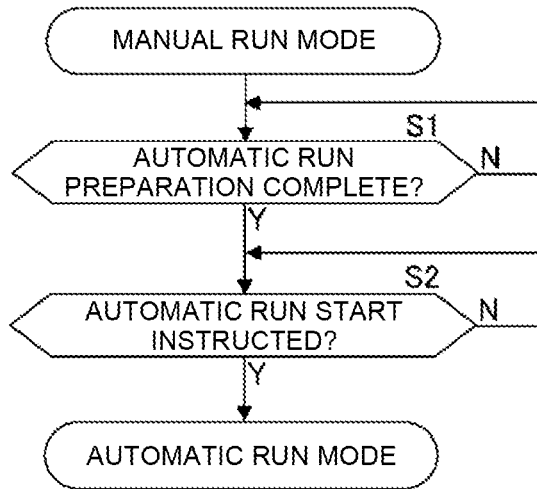 MANUAL RUN MODE
S1
AUTOMATIC RUN
PREPARATION COMPLETE?
N
Y
S2
AUTOMATIC RUN START
INSTRUCTED?
N
Y
AUTOMATIC RUN MODE